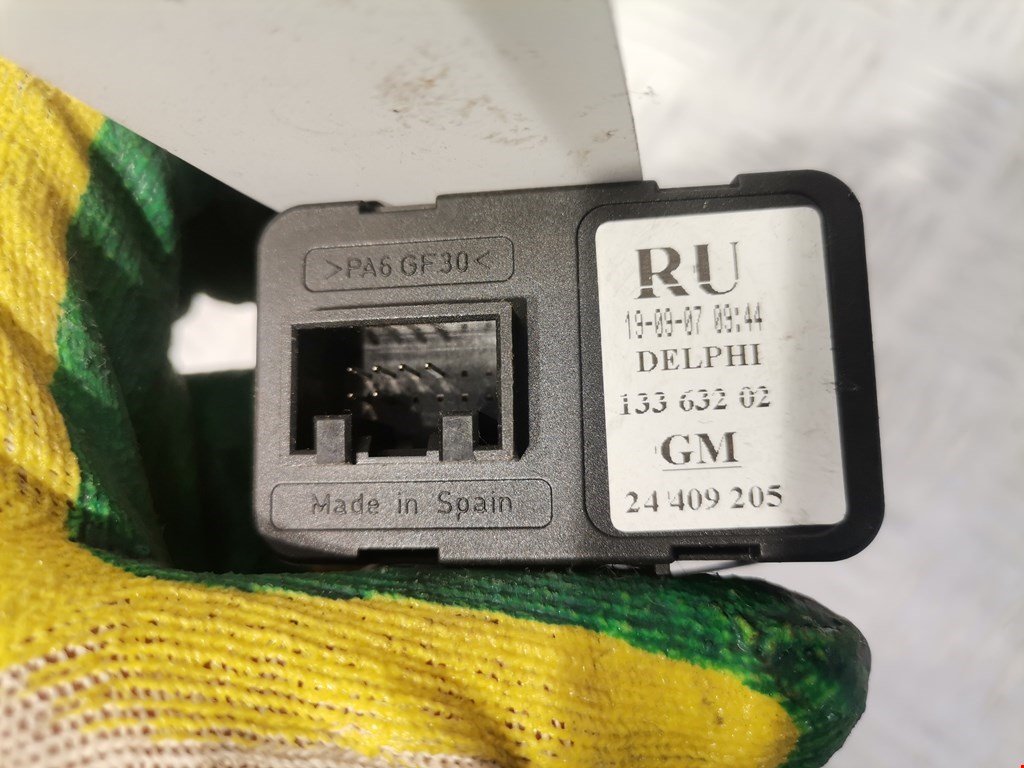 >PA6 GF30<
Made in Spain
RU
19-09-07 09:44
DELPHI
133 632 02
GM
24 409 205